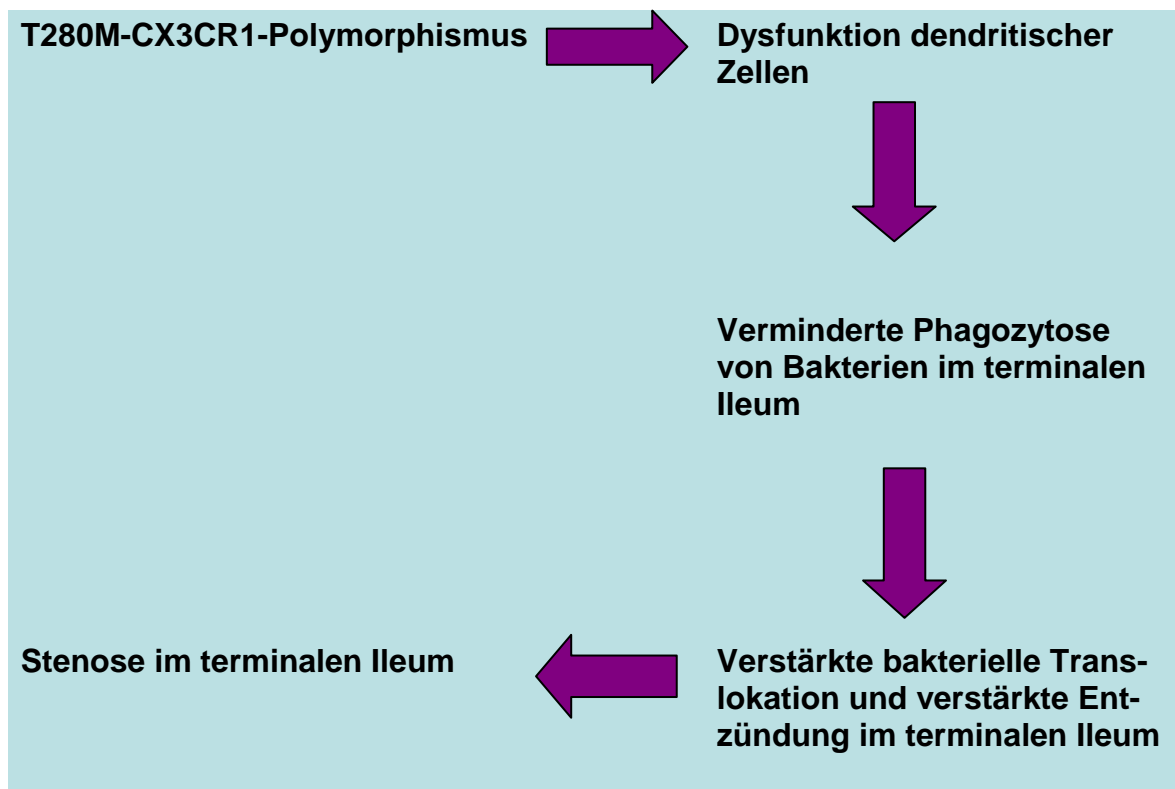 T280M-CX3CR1-Polymorphismus
Dysfunktion dendritischer
Zellen
Verminderte Phagozytose
von Bakterien im terminalen
Ileum
Verstärkte bakterielle Trans-
lokation und verstärkte Ent-
zündung im terminalen Ileum
Stenose im terminalen Ileum